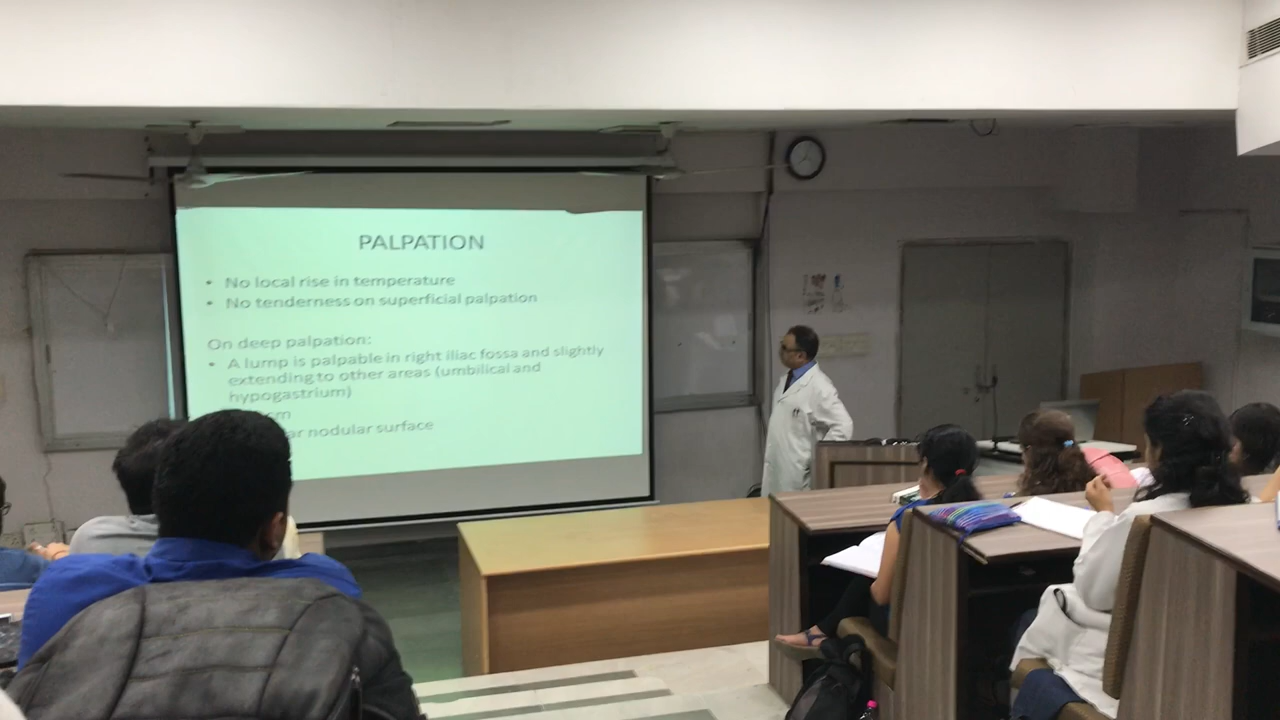 PALPATION
• No local rise in temperature
• No tenderness on superficial palpation
On deep palpation:
• A lump is palpable in right iliac fossa and slightly
extending to other areas (umbilical and
hypogastrium)
cm
nodular surface